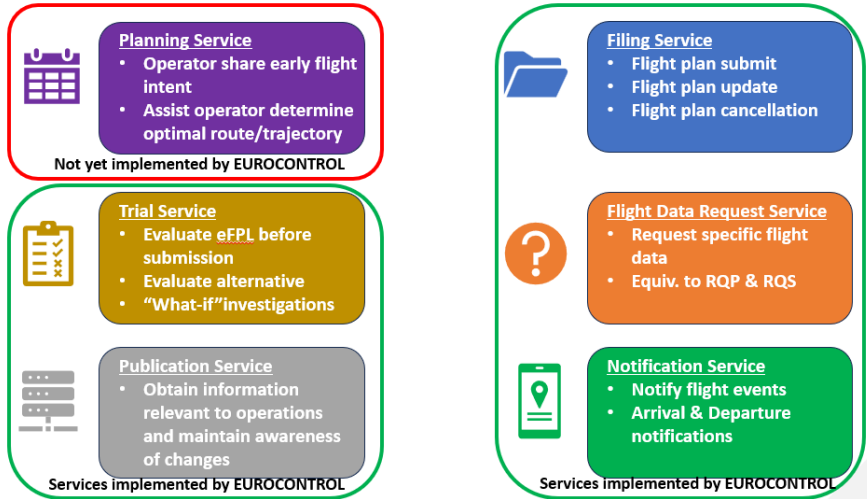 Planning Service
• Operator share early flight
intent
• Assist operator determine
optimal route/trajectory
Not yet implemented by EUROCONTROL
Trial Service
• Evaluate eFPL before
submission
• Evaluate alternative
• “What-if”investigations
Publication Service
• Obtain information
relevant to operations
and maintain awareness
of changes
Services implemented by EUROCONTROL
Filing Service
• Flight plan submit
• Flight plan update
• Flight plan cancellation
Flight Data Request Service
• Request specific flight
data
• Equiv. to RQP & RQS
Notification Service
• Notify flight events
• Arrival & Departure
notifications
Services implemented by EUROCONTROL